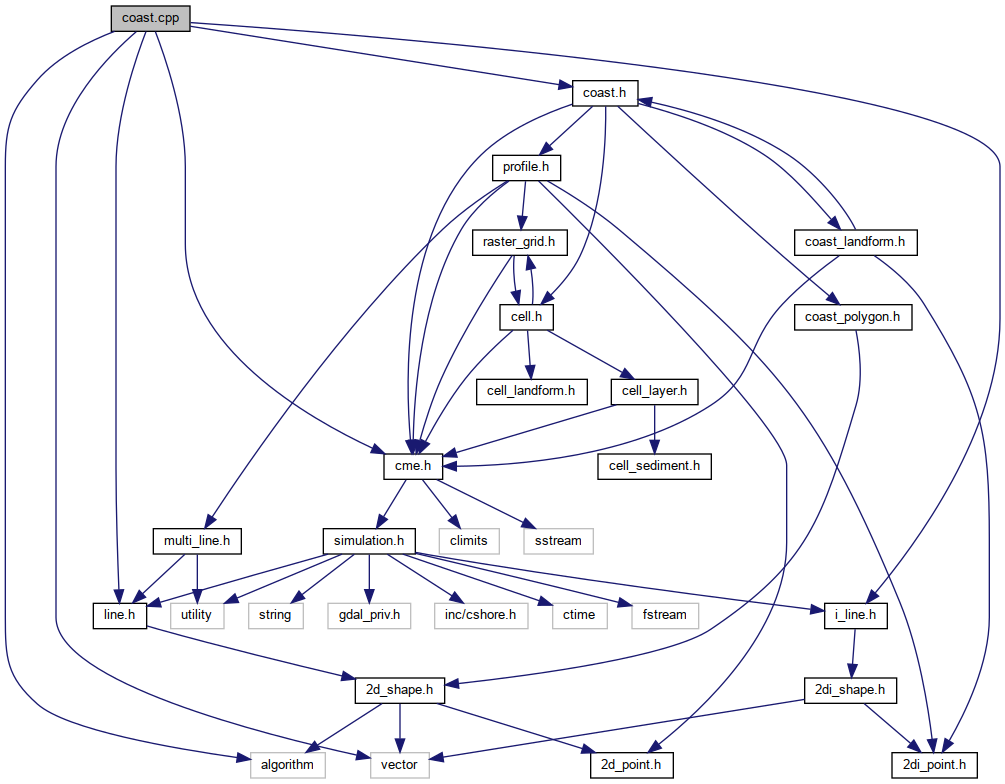 coast.cpp
coast.h
profile.h
raster_grid.h
coast_landform.h
cell.h
coast_polygon.h
cell_landform.h
cell_layer.h
cme.h
cell_sediment.h
multi_line.h
simulation.h
climits
sstream
line.h
utility
string
gdal_priv.h
inc/cshore.h
ctime
fstream
i_line.h
2d_shape.h
2di_shape.h
algorithm
vector
2d_point.h
2di_point.h